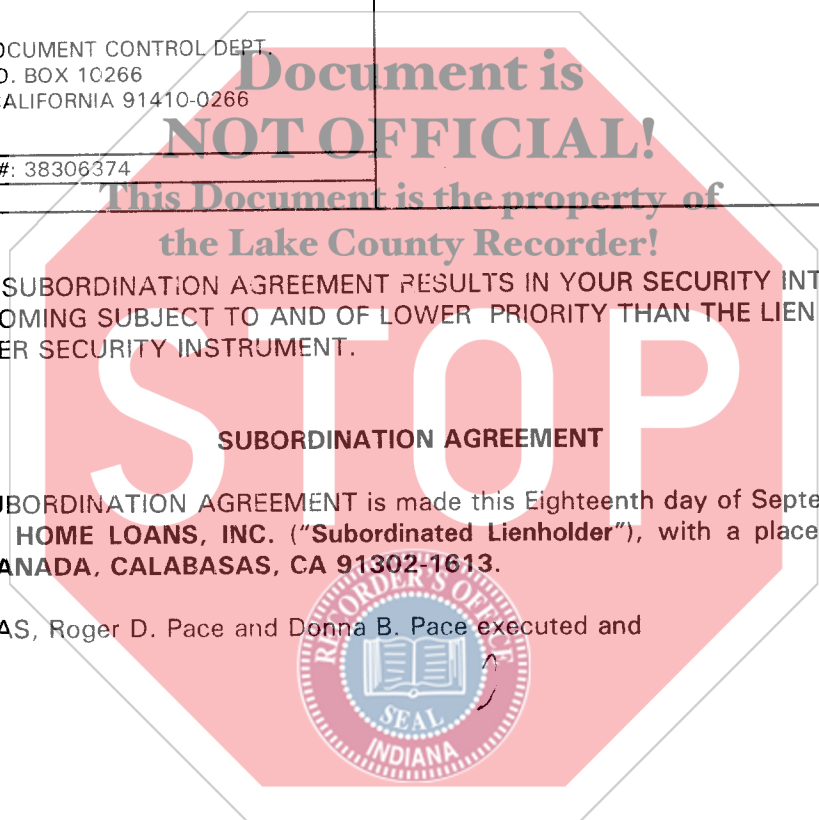 OCUMENT CONTROL DEPT.
O. BOX 10266
CALIFORNIA 91410-0266
#: 38306374
Document is
NOT OFFICIAL!
This Document is the property of
the Lake County Recorder!
SUBORDINATION AGREEMENT RESULTS IN YOUR SECURITY INT
OMING SUBJECT TO AND OF LOWER PRIORITY THAN THE LIEN
ER SECURITY INSTRUMENT.
STOP
SUBORDINATION AGREEMENT
UBORDINATION AGREEMENT is made this Eighteenth day of Septe
HOME LOANS, INC. ("Subordinated Lienholder"), with a place
ANADA, CALABASAS, CA 91302-1613.
AS, Roger D. Pace and Donna B. Pace executed and
RECORDER'S OFFICE
SEAL
INDIANA